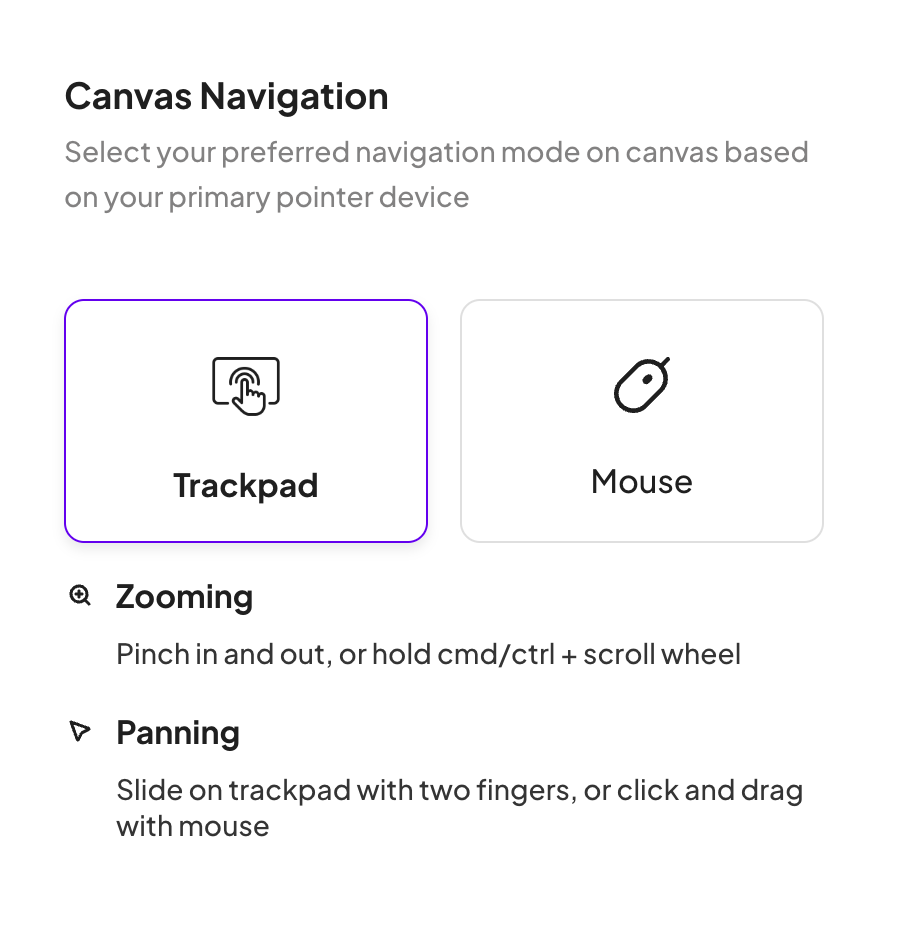 Canvas Navigation
Select your preferred navigation mode on canvas based
on your primary pointer device
Trackpad
Mouse
Zooming
Pinch in and out, or hold cmd/ctrl + scroll wheel
Panning
Slide on trackpad with two fingers, or click and drag
with mouse